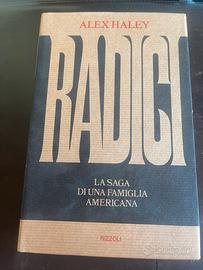 ALEX HALEY
RADICI
LA SAGA
DI UNA FAMIGLIA
AMERICANA
RIZZOLI